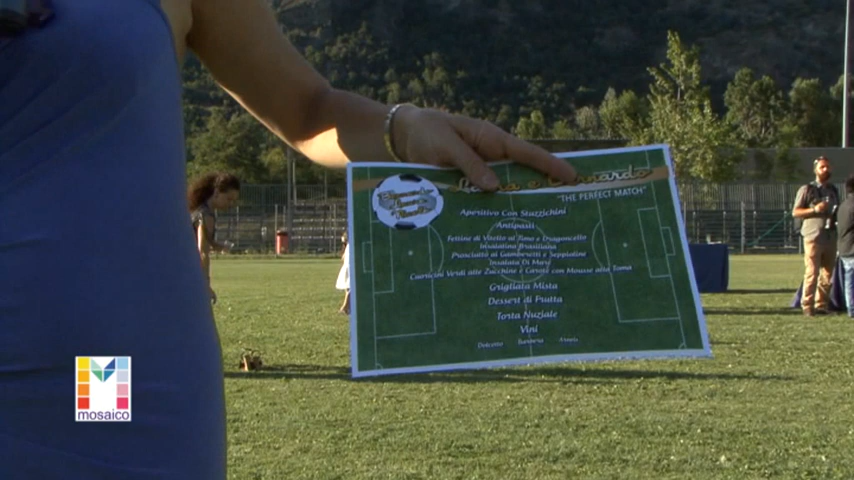 "THE PERFECT MATCH"
Aperitivo Con Stuzzichini
Antipasti
Fettine di Vitello al Timo e Dragoncello
Insalatina Brasiliana
Prosciutto ai Gamberetti e Seppioline
Insalata Di Mare
Cuoricini Verdi alle Zucchine e Carote con Mousse alla Toma
Grigliata Mista
Dessert di Frutta
Torta Nuziale
Vini
Dolcetto
mosaico